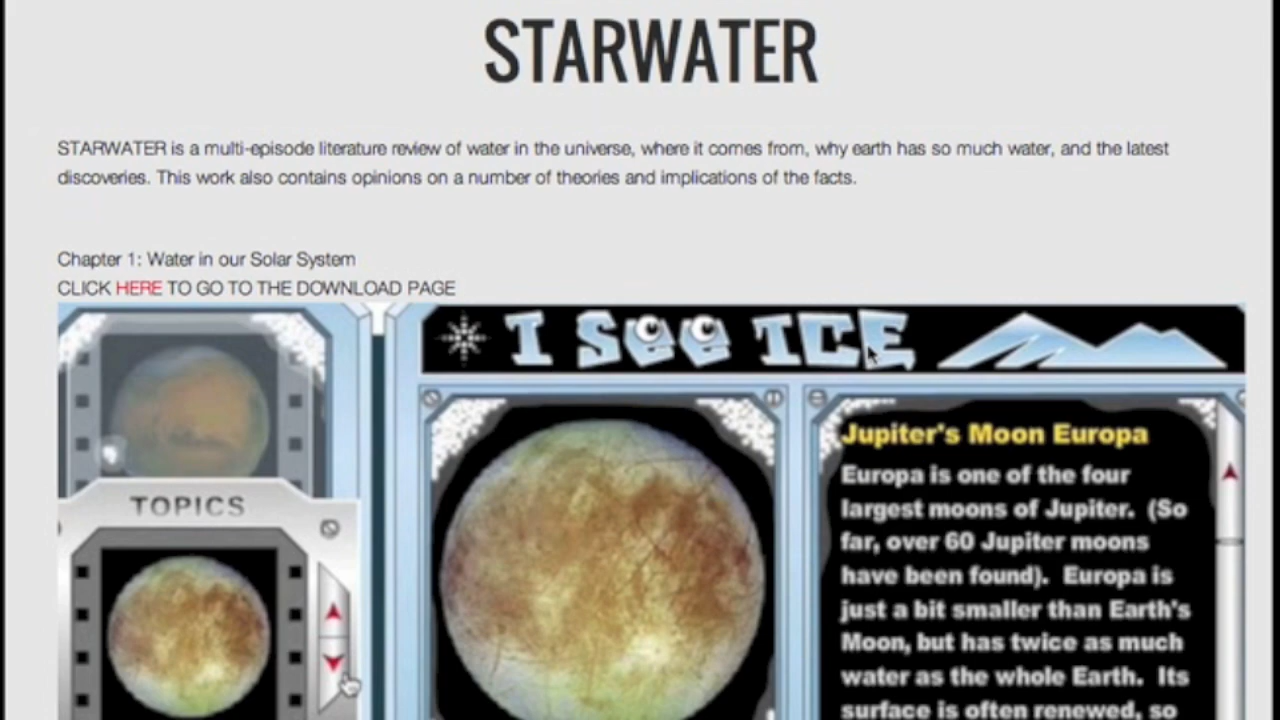 STARWATER
STARWATER is a multi-episode literature review of water in the universe, where it comes from, why earth has so much water, and the latest
discoveries. This work also contains opinions on a number of theories and implications of the facts.
Chapter 1: Water in our Solar System
CLICK HERE TO GO TO THE DOWNLOAD PAGE
I See ICE
TOPICS
Jupiter's Moon Europa
Europa is one of the four
largest moons of Jupiter. (So
far, over 60 Jupiter moons
have been found). Europa is
just a bit smaller than Earth's
Moon, but has twice as much
water as the whole Earth. Its
surface is often renewed, so